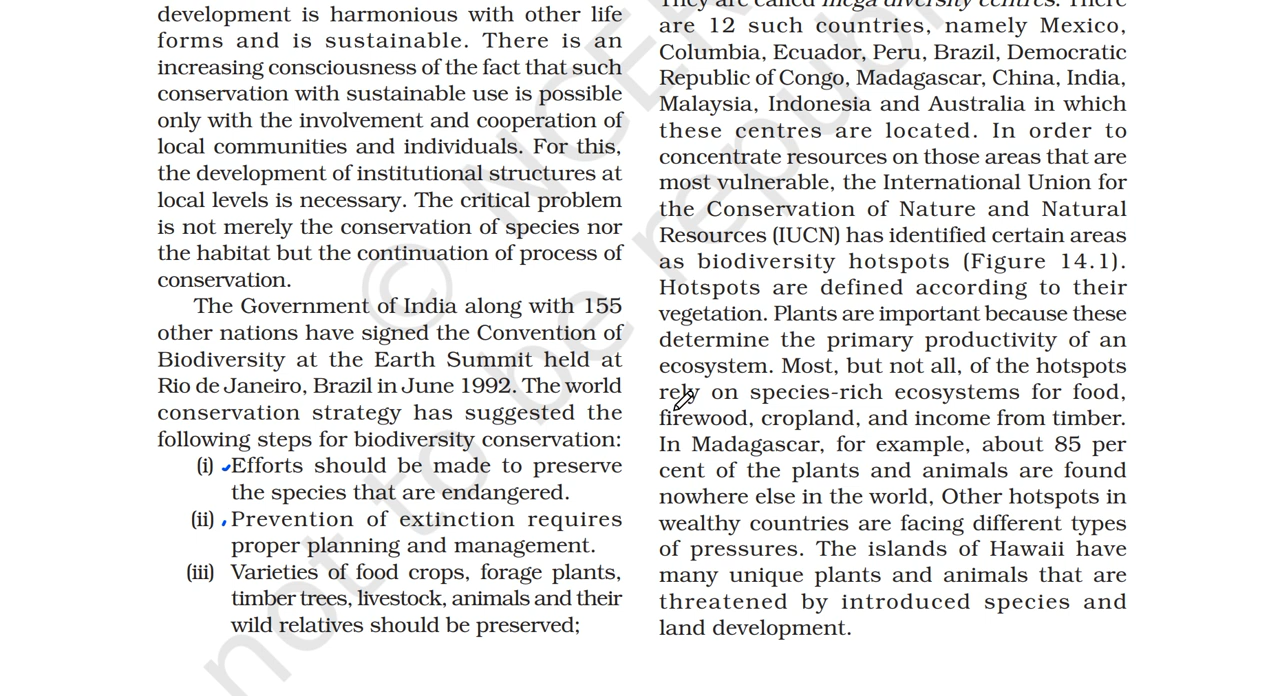 development is harmonious with other life
forms and is sustainable. There is an
increasing consciousness of the fact that such
conservation with sustainable use is possible
only with the involvement and cooperation of
local communities and individuals. For this,
the development of institutional structures at
local levels is necessary. The critical problem
is not merely the conservation of species nor
the habitat but the continuation of process of
conservation.
The Government of India along with 155
other nations have signed the Convention of
Biodiversity at the Earth Summit held at
Rio de Janeiro, Brazil in June 1992. The world
conservation strategy has suggested the
following steps for biodiversity conservation:
(i) Efforts should be made to preserve
the species that are endangered.
(ii) Prevention of extinction requires
proper planning and management.
(iii) Varieties of food crops, forage plants,
timber trees, livestock, animals and their
wild relatives should be preserved;
They are called mega diversity centres. There
are 12 such countries, namely Mexico,
Columbia, Ecuador, Peru, Brazil, Democratic
Republic of Congo, Madagascar, China, India,
Malaysia, Indonesia and Australia in which
these centres are located. In order to
concentrate resources on those areas that are
most vulnerable, the International Union for
the Conservation of Nature and Natural
Resources (IUCN) has identified certain areas
as biodiversity hotspots (Figure 14.1).
Hotspots are defined according to their
vegetation. Plants are important because these
determine the primary productivity of an
ecosystem. Most, but not all, of the hotspots
rely on species-rich ecosystems for food,
firewood, cropland, and income from timber.
In Madagascar, for example, about 85 per
cent of the plants and animals are found
nowhere else in the world, Other hotspots in
wealthy countries are facing different types
of pressures. The islands of Hawaii have
many unique plants and animals that are
threatened by introduced species and
land development.
© NCER
not to be republ